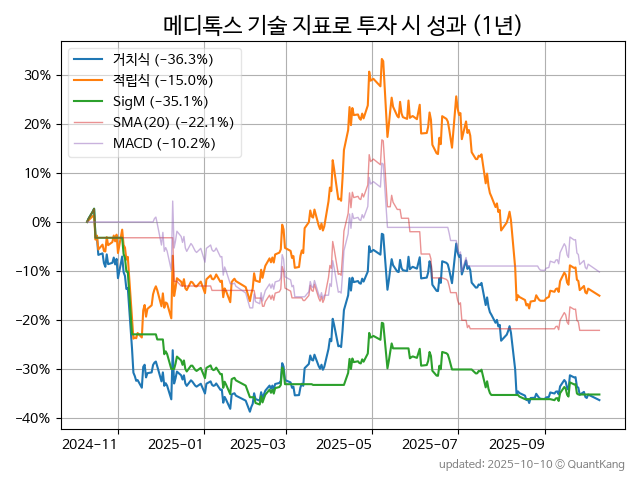 메디톡스 기술 지표로 투자 시 성과 (1년)
거치식 (−36.3%)
적립식 (−15.0%)
SigM (−35.1%)
SMA(20) (−22.1%)
MACD (−10.2%)
30%
20%
10%
0%
−10%
−20%
−30%
−40%
2024-11 2025-01 2025-03 2025-05 2025-07 2025-09
updated: 2025-10-10 © QuantKang